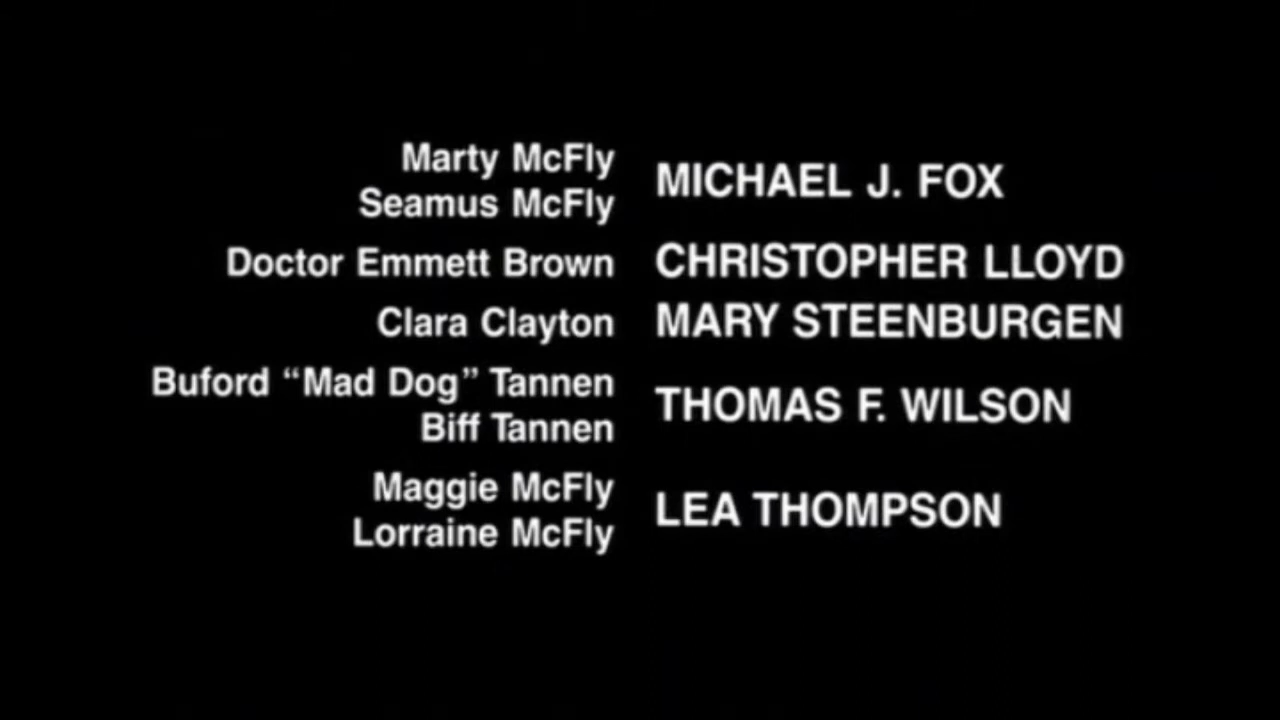 Marty McFly
Seamus McFly
MICHAEL J. FOX
Doctor Emmett Brown CHRISTOPHER LLOYD
Clara Clayton MARY STEENBURGEN
Buford “Mad Dog” Tannen
Biff Tannen
THOMAS F. WILSON
Maggie McFly
Lorraine McFly
LEA THOMPSON